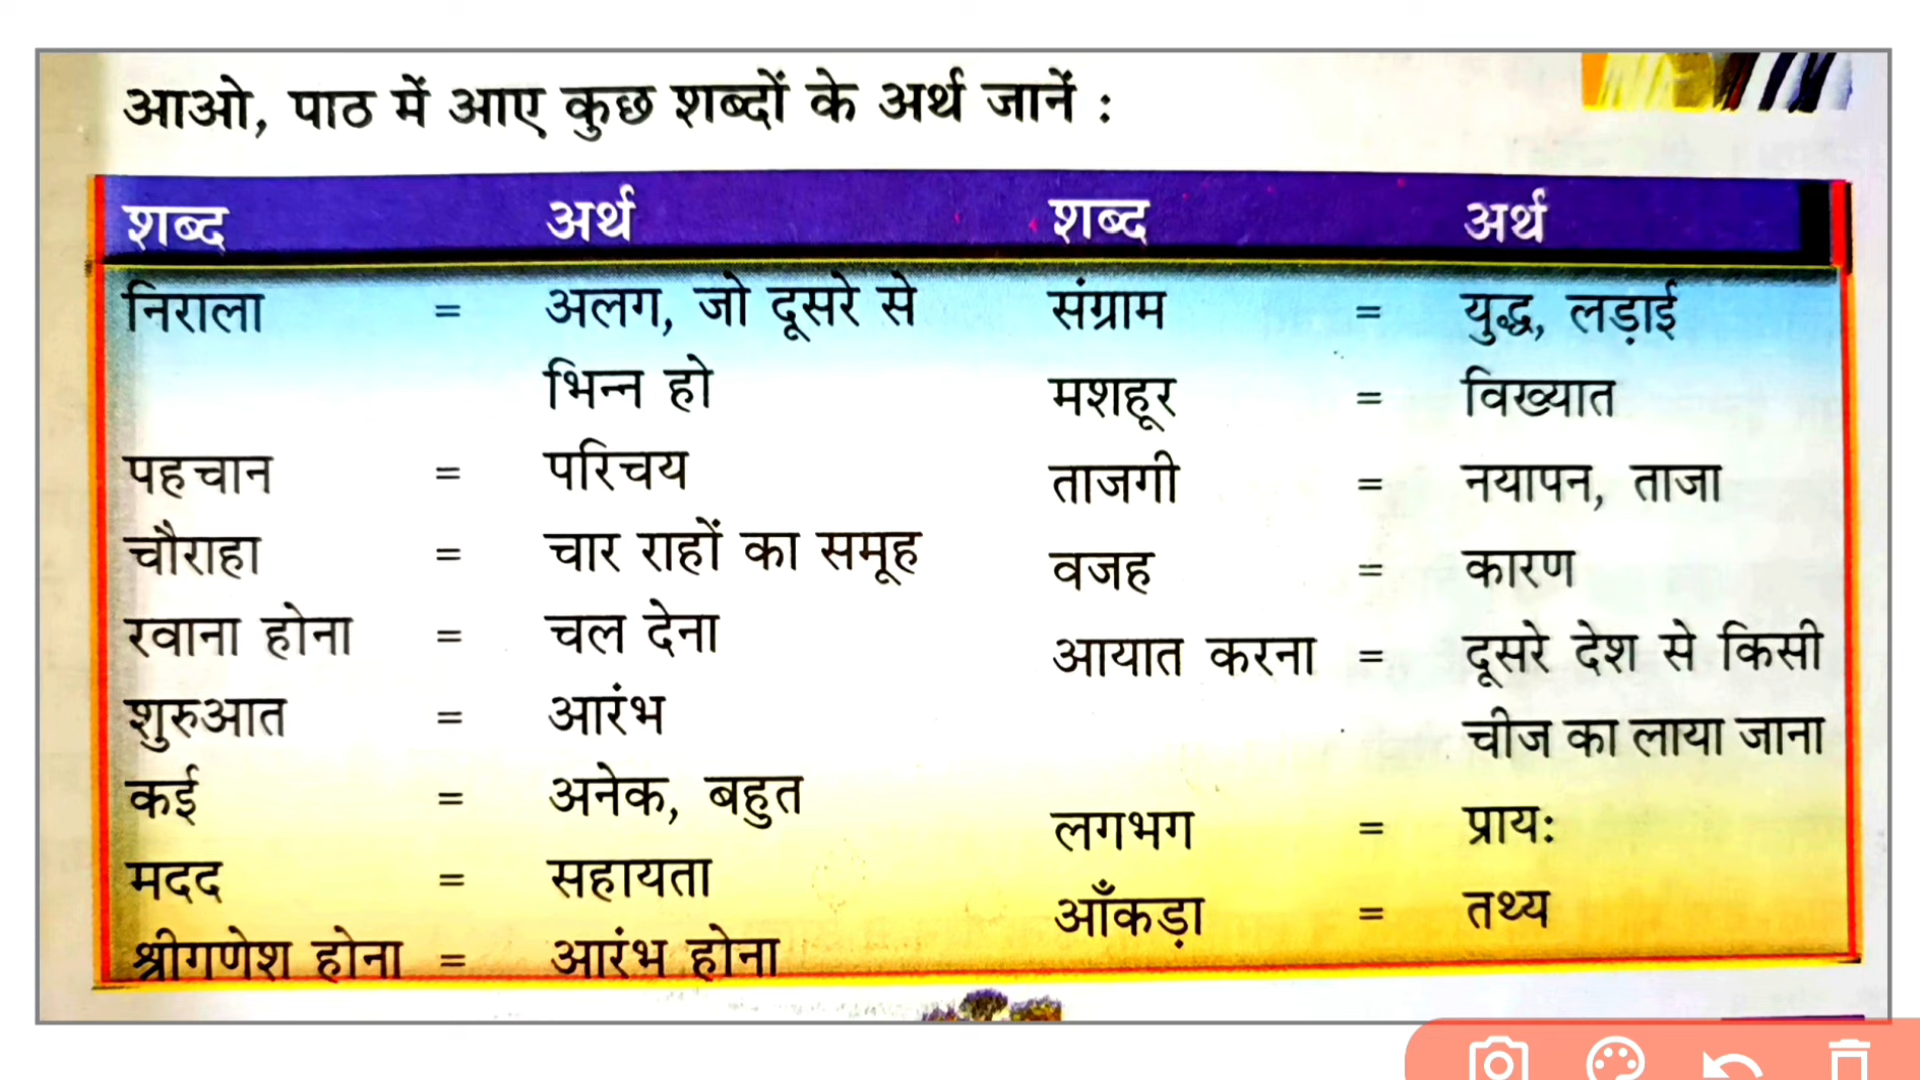 आओ, पाठ में आए कुछ शब्दों के अर्थ जानें :
शब्द अर्थ शब्द अर्थ
निराला = अलग, जो दूसरे से संग्राम = युद्ध, लड़ाई
भिन्न हो मशहूर = विख्यात
पहचान = परिचय ताजगी = नयापन, ताजा
चौराहा = चार राहों का समूह वजह = कारण
रवाना होना = चल देना आयात करना = दूसरे देश से किसी
शुरुआत = आरंभ चीज का लाया जाना
कई = अनेक, बहुत लगभग = प्रायः
मदद = सहायता आँकड़ा = तथ्य
श्रीगणेश होना = आरंभ होना